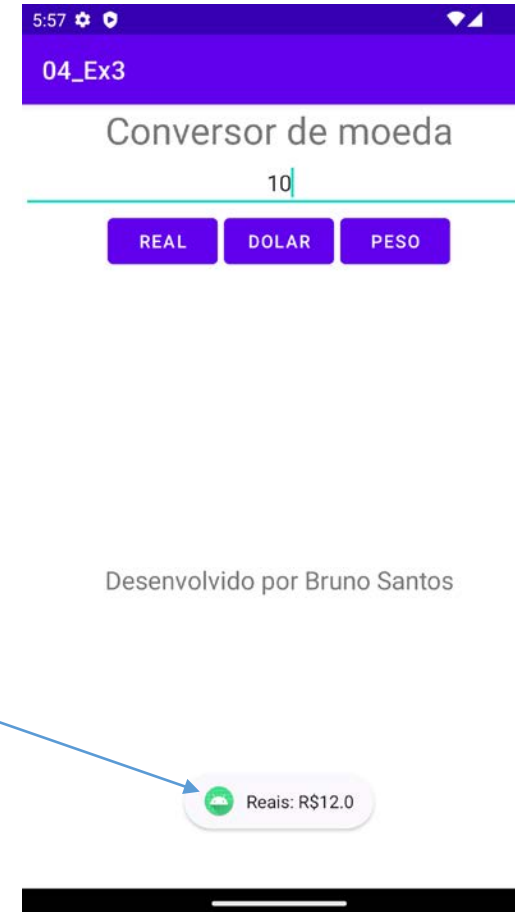 5:57
04_Ex3
Conversor de moeda
10
REAL DOLAR PESO
Desenvolvido por Bruno Santos
Reais: R$12.0